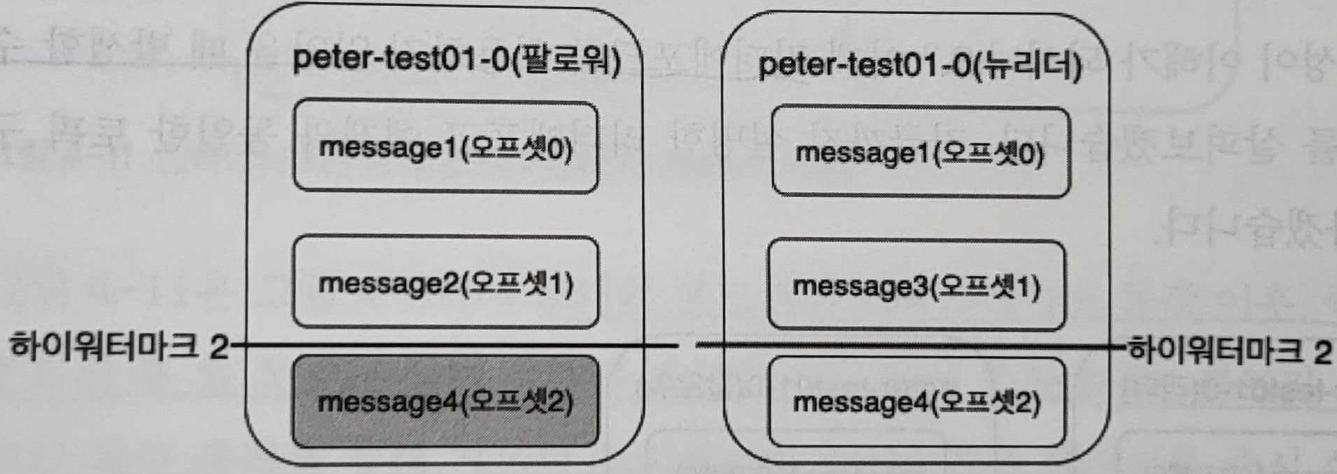 peter-test01-0(팔로워)
message1(오프셋0)
message2(오프셋1)
하이워터마크 2
message4(오프셋2)
peter-test01-0(뉴리더)
message1(오프셋0)
message3(오프셋1)
하이워터마크 2
message4(오프셋2)